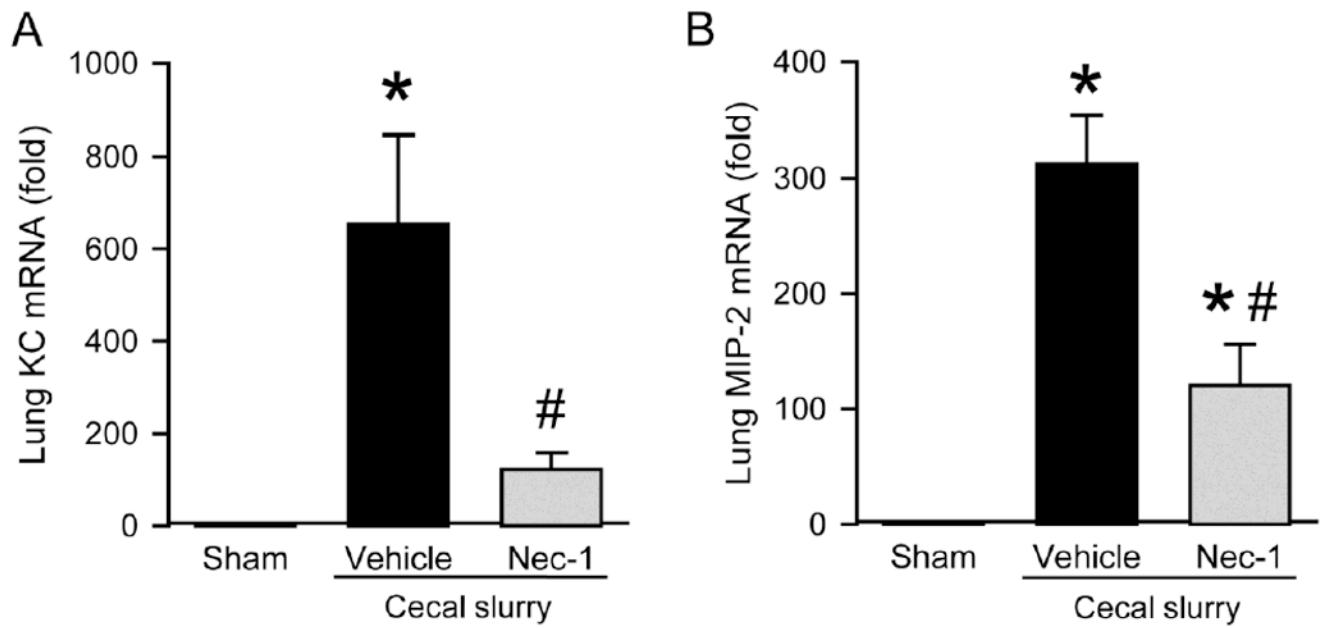 A
Lung KC mRNA (fold)
1000
800
600
400
200
0
*
#
Sham
Vehicle
Nec-1
Cecal slurry
B
Lung MIP-2 mRNA (fold)
400
300
200
100
0
*
* #
Sham
Vehicle
Nec-1
Cecal slurry